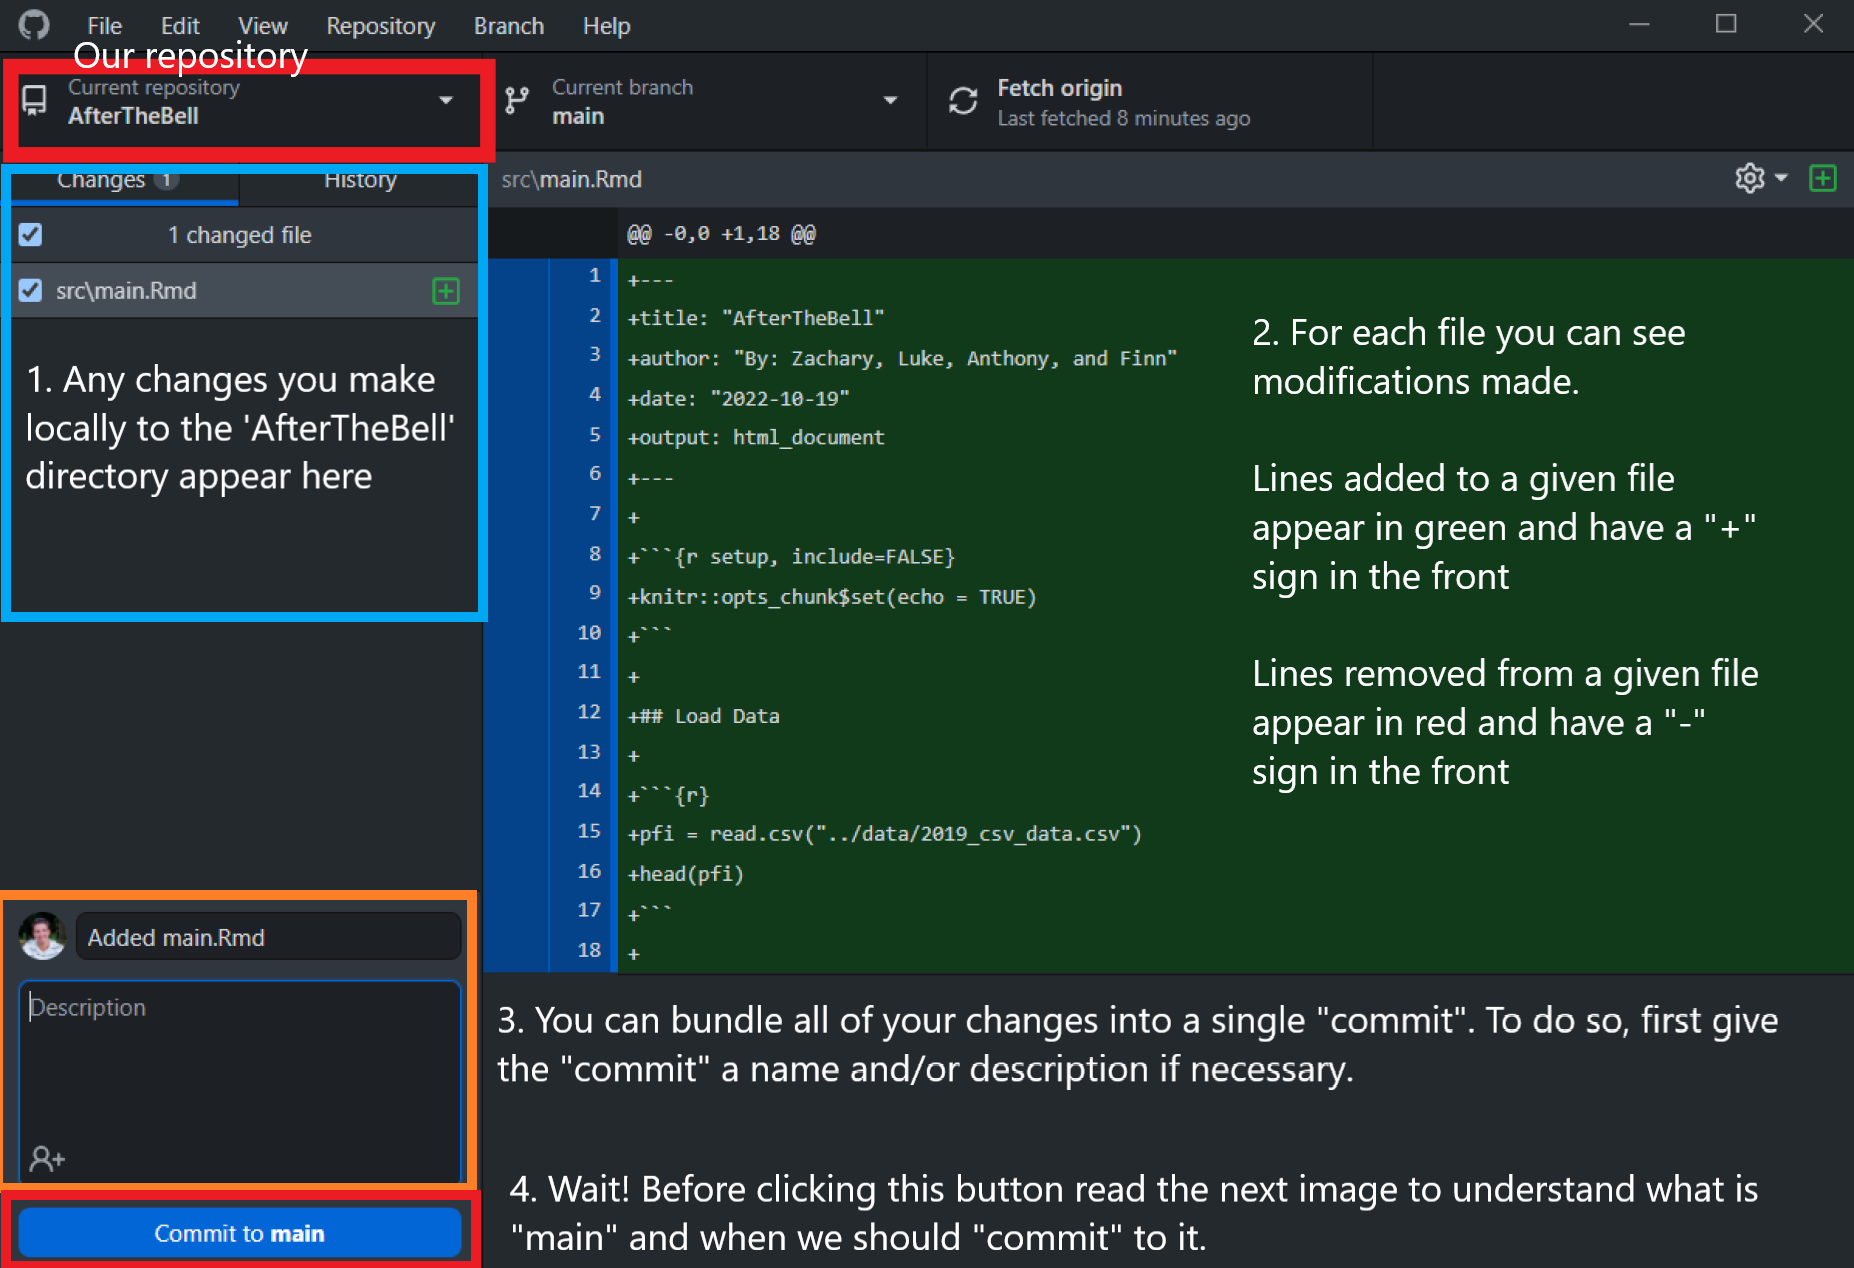 File Edit View Repository Branch Help
Our repository
Current repository
AfterTheBell
Current branch
main
Fetch origin
Last fetched 8 minutes ago
Changes 1
History
src\main.Rmd
1 changed file
src\main.Rmd
1. Any changes you make
locally to the 'AfterTheBell'
directory appear here
@@ -0,0 +1,18 @@
1 +---
2 +title: "AfterTheBell"
3 +author: "By: Zachary, Luke, Anthony, and Finn"
4 +date: "2022-10-19"
5 +output: html_document
6 +---
7 +
8 +```{r setup, include=FALSE}
9 +knitr::opts_chunk$set(echo = TRUE)
10 +```
11 +
12 +## Load Data
13 +
14 +```{r}
15 +pfi = read.csv("../data/2019_csv_data.csv")
16 +head(pfi)
17 +```
18 +
2. For each file you can see
modifications made.
Lines added to a given file
appear in green and have a "+"
sign in the front
Lines removed from a given file
appear in red and have a "-"
sign in the front
Added main.Rmd
Description
Commit to main
3. You can bundle all of your changes into a single "commit". To do so, first give
the "commit" a name and/or description if necessary.
4. Wait! Before clicking this button read the next image to understand what is
"main" and when we should "commit" to it.